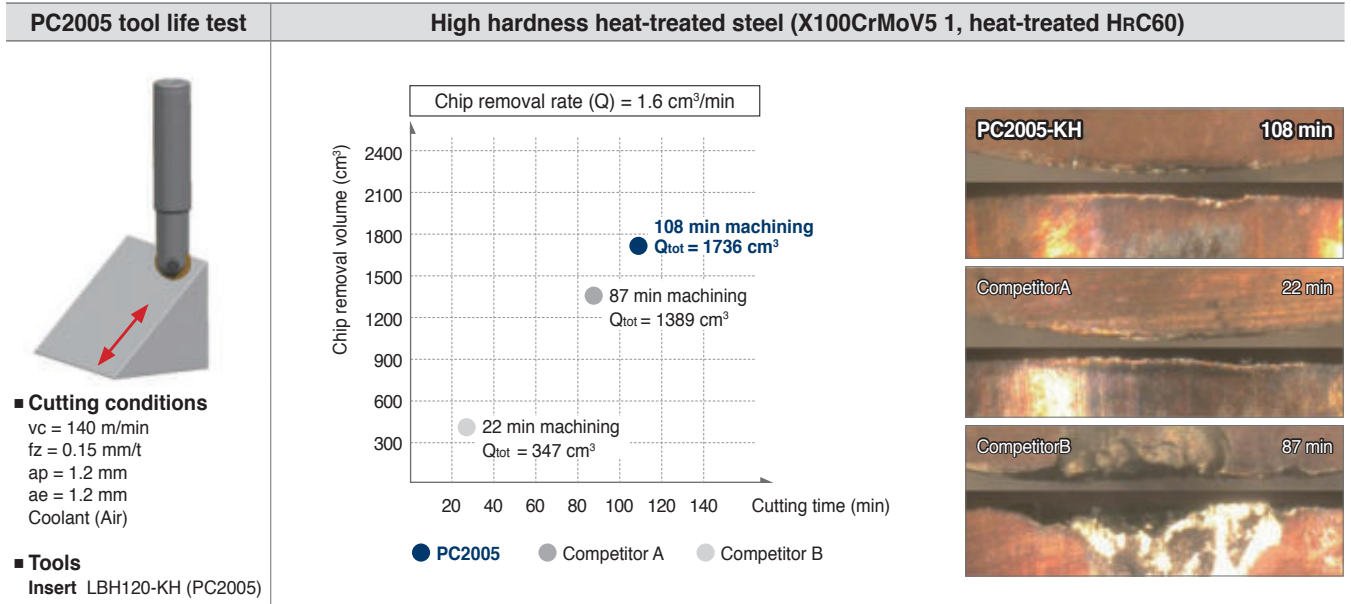 PC2005 tool life test
High hardness heat-treated steel (X100CrMoV5 1, heat-treated HRC60)
■ Cutting conditions
vc = 140 m/min
fz = 0.15 mm/t
ap = 1.2 mm
ae = 1.2 mm
Coolant (Air)
■ Tools
Insert LBH120-KH (PC2005)
Chip removal rate (Q) = 1.6 cm³/min
Chip removal volume (cm³)
2400
2100
1800
1500
1200
900
600
300
108 min machining
Qtot = 1736 cm³
87 min machining
Qtot = 1389 cm³
22 min machining
Qtot = 347 cm³
20 40 60 80 100 120 140 Cutting time (min)
PC2005 Competitor A Competitor B
PC2005-KH 108 min
CompetitorA 22 min
CompetitorB 87 min